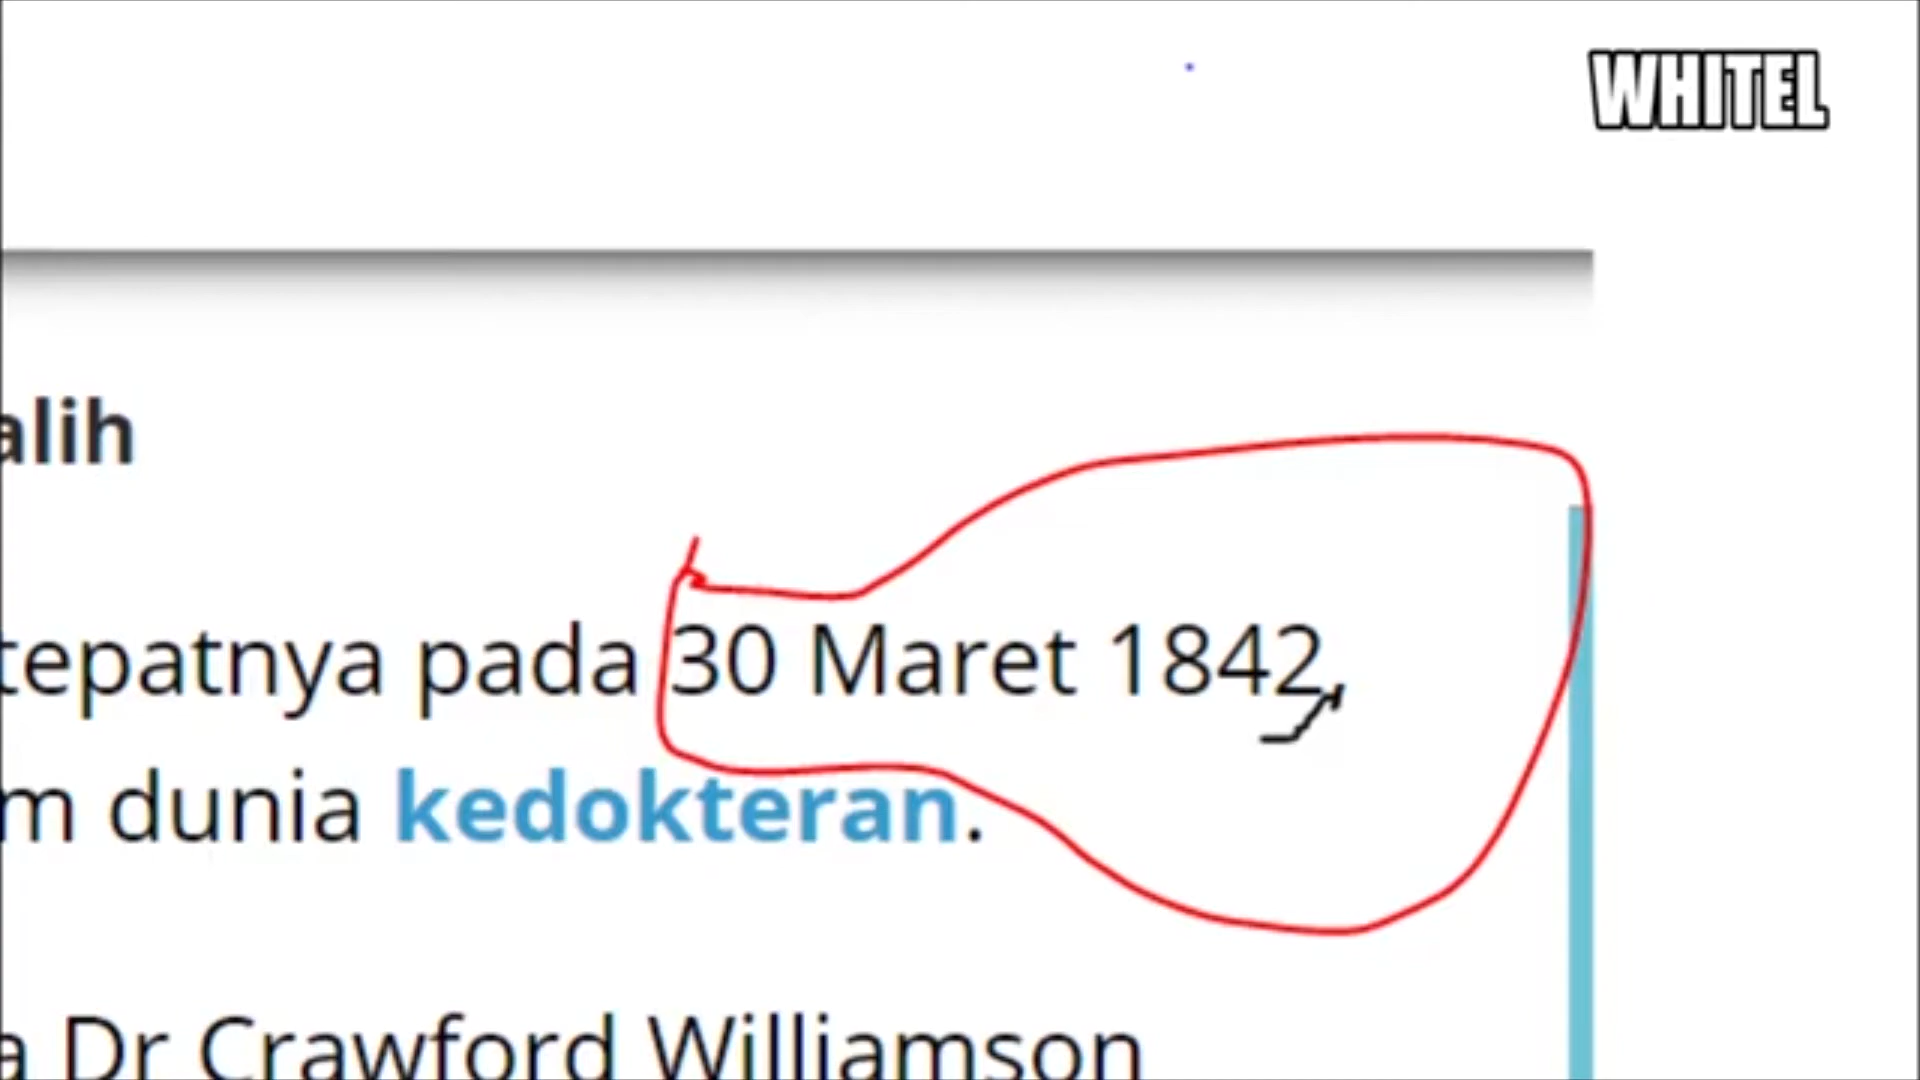 WHITEL
alih
tepatnya pada 30 Maret 1842,
m dunia kedokteran.
a Dr Crawford Williamson